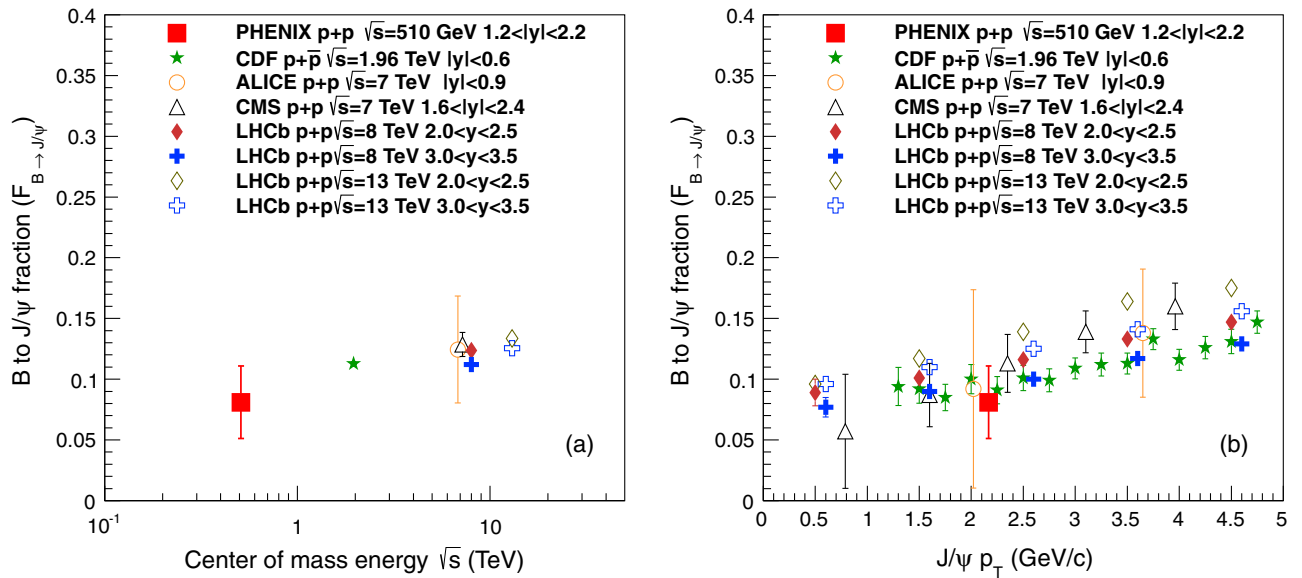 0.4
0.35
0.3
0.25
0.2
0.15
0.1
0.05
0
B to J/ψ fraction (F_{B → J/ψ})
PHENIX p+p √s=510 GeV 1.2<|y|<2.2
CDF p+p̅ √s=1.96 TeV |y|<0.6
ALICE p+p √s=7 TeV |y|<0.9
CMS p+p √s=7 TeV 1.6<|y|<2.4
LHCb p+p√s=8 TeV 2.0<y<2.5
LHCb p+p√s=8 TeV 3.0<y<3.5
LHCb p+p√s=13 TeV 2.0<y<2.5
LHCb p+p√s=13 TeV 3.0<y<3.5
(a)
10⁻¹ 1 10
Center of mass energy √s (TeV)
0.4
0.35
0.3
0.25
0.2
0.15
0.1
0.05
0
B to J/ψ fraction (F_{B → J/ψ})
PHENIX p+p √s=510 GeV 1.2<|y|<2.2
CDF p+p̅ √s=1.96 TeV |y|<0.6
ALICE p+p √s=7 TeV |y|<0.9
CMS p+p √s=7 TeV 1.6<|y|<2.4
LHCb p+p√s=8 TeV 2.0<y<2.5
LHCb p+p√s=8 TeV 3.0<y<3.5
LHCb p+p√s=13 TeV 2.0<y<2.5
LHCb p+p√s=13 TeV 3.0<y<3.5
(b)
0 0.5 1 1.5 2 2.5 3 3.5 4 4.5 5
J/ψ p_T (GeV/c)